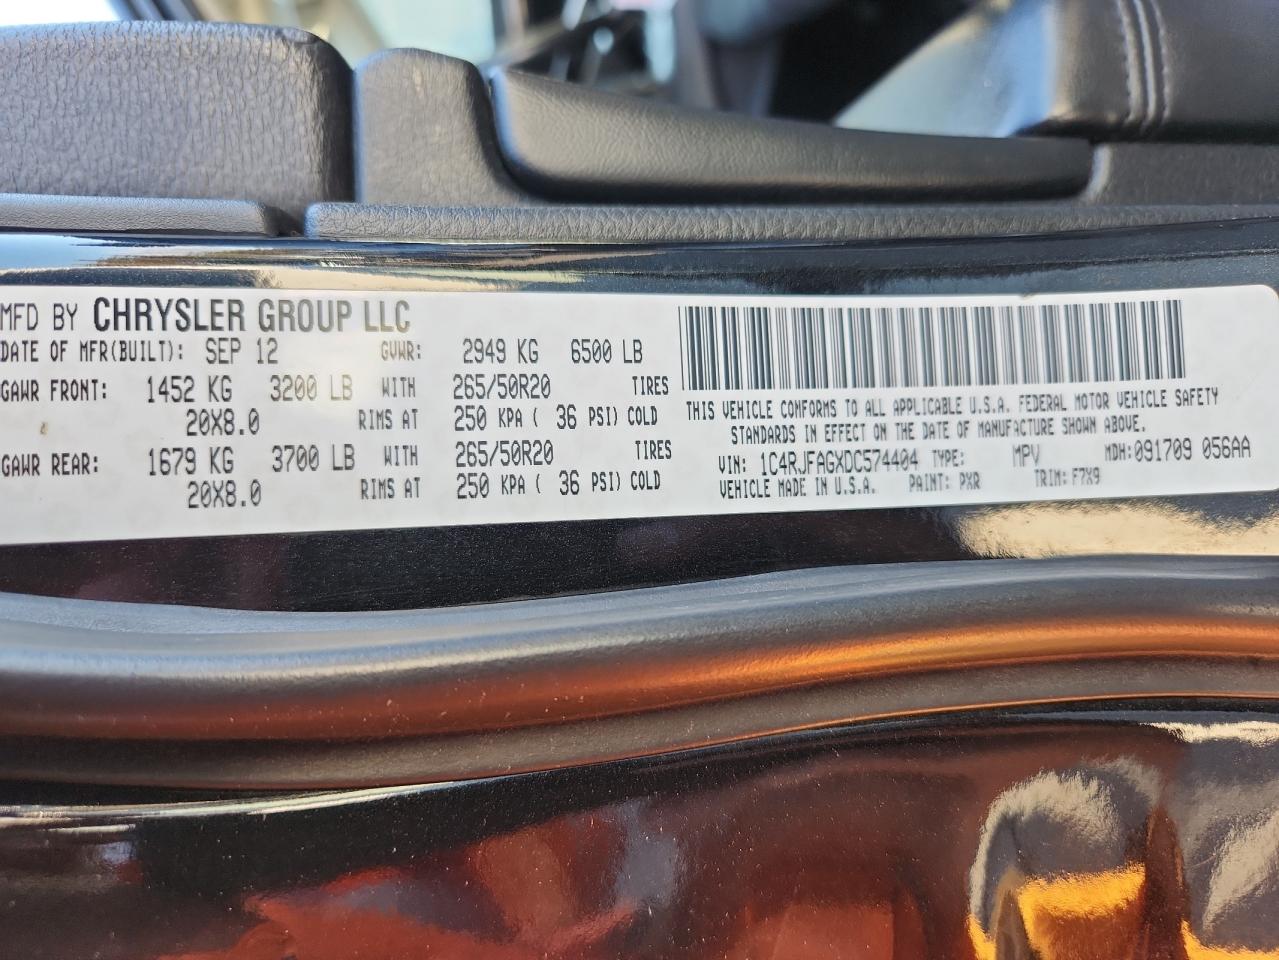 MFD BY CHRYSLER GROUP LLC
DATE OF MFR(BUILT): SEP 12 GVWR: 2949 KG 6500 LB
GAWR FRONT: 1452 KG 3200 LB WITH 265/50R20 TIRES
20X8.0 RIMS AT 250 KPA ( 36 PSI) COLD
GAWR REAR: 1679 KG 3700 LB WITH 265/50R20 TIRES
20X8.0 RIMS AT 250 KPA ( 36 PSI) COLD
THIS VEHICLE CONFORMS TO ALL APPLICABLE U.S.A. FEDERAL MOTOR VEHICLE SAFETY
STANDARDS IN EFFECT ON THE DATE OF MANUFACTURE SHOWN ABOVE.
VIN: 1C4RJFAGXDC574404 TYPE: MPV MDH:091709 056AA
VEHICLE MADE IN U.S.A. PAINT: PXR TRIM: F7X9